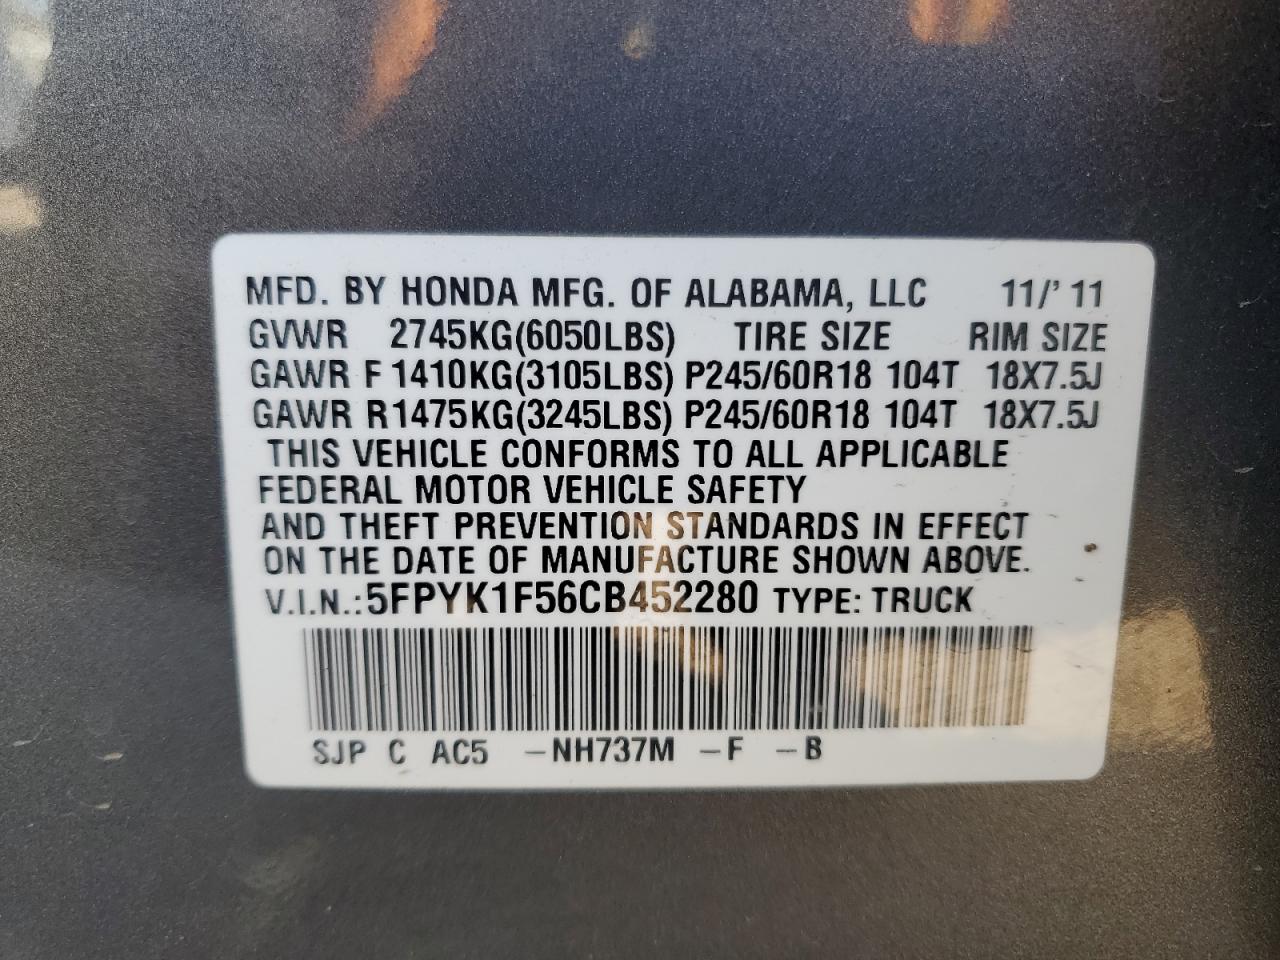 MFD. BY HONDA MFG. OF ALABAMA, LLC 11/'11
GVWR 2745KG(6050LBS) TIRE SIZE RIM SIZE
GAWR F 1410KG(3105LBS) P245/60R18 104T 18X7.5J
GAWR R 1475KG(3245LBS) P245/60R18 104T 18X7.5J
THIS VEHICLE CONFORMS TO ALL APPLICABLE
FEDERAL MOTOR VEHICLE SAFETY
AND THEFT PREVENTION STANDARDS IN EFFECT
ON THE DATE OF MANUFACTURE SHOWN ABOVE.
V.I.N.:5FPYK1F56CB452280 TYPE: TRUCK
SJP C AC5 -NH737M -F -B